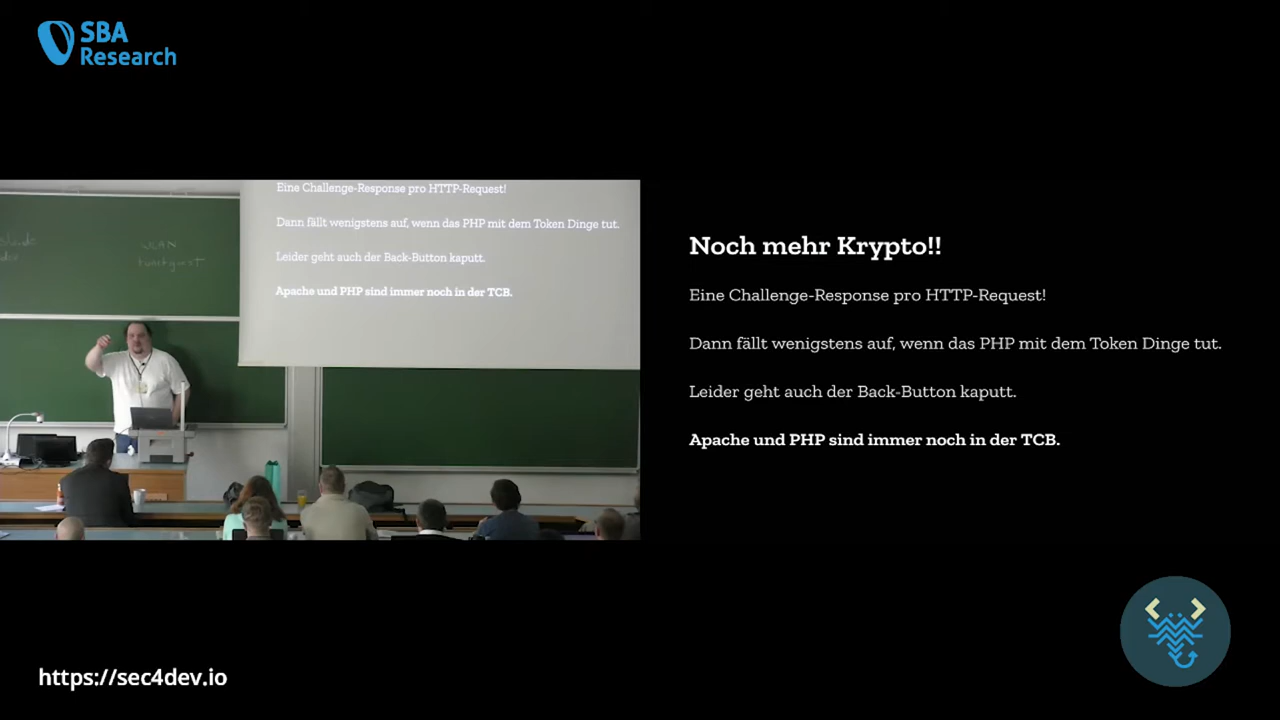 SBA
Research
Eine Challenge-Response pro HTTP-Request!
Dann fällt wenigstens auf, wenn das PHP mit dem Token Dinge tut.
Leider geht auch der Back-Button kaputt.
Apache und PHP sind immer noch in der TCB.
Noch mehr Krypto!!
Eine Challenge-Response pro HTTP-Request!
Dann fällt wenigstens auf, wenn das PHP mit dem Token Dinge tut.
Leider geht auch der Back-Button kaputt.
Apache und PHP sind immer noch in der TCB.
https://sec4dev.io